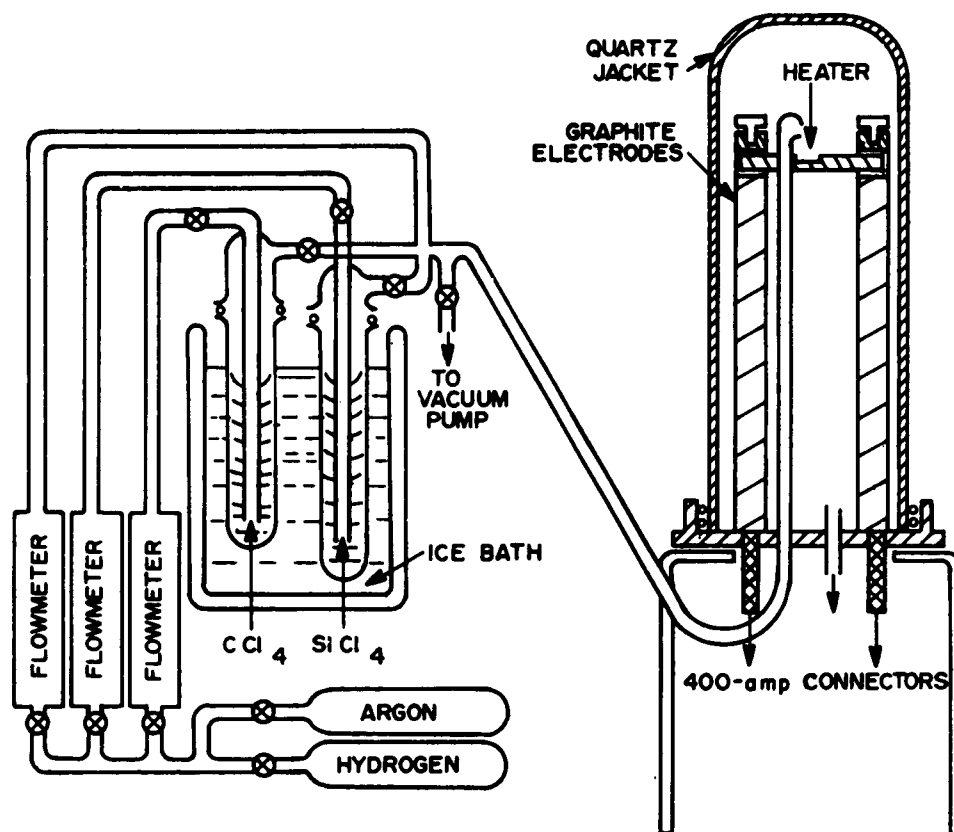 QUARTZ
JACKET
HEATER
GRAPHITE
ELECTRODES
TO
VACUUM
PUMP
ICE BATH
FLOWMETER
FLOWMETER
FLOWMETER
C Cl4
Si Cl4
400-amp CONNECTORS
ARGON
HYDROGEN